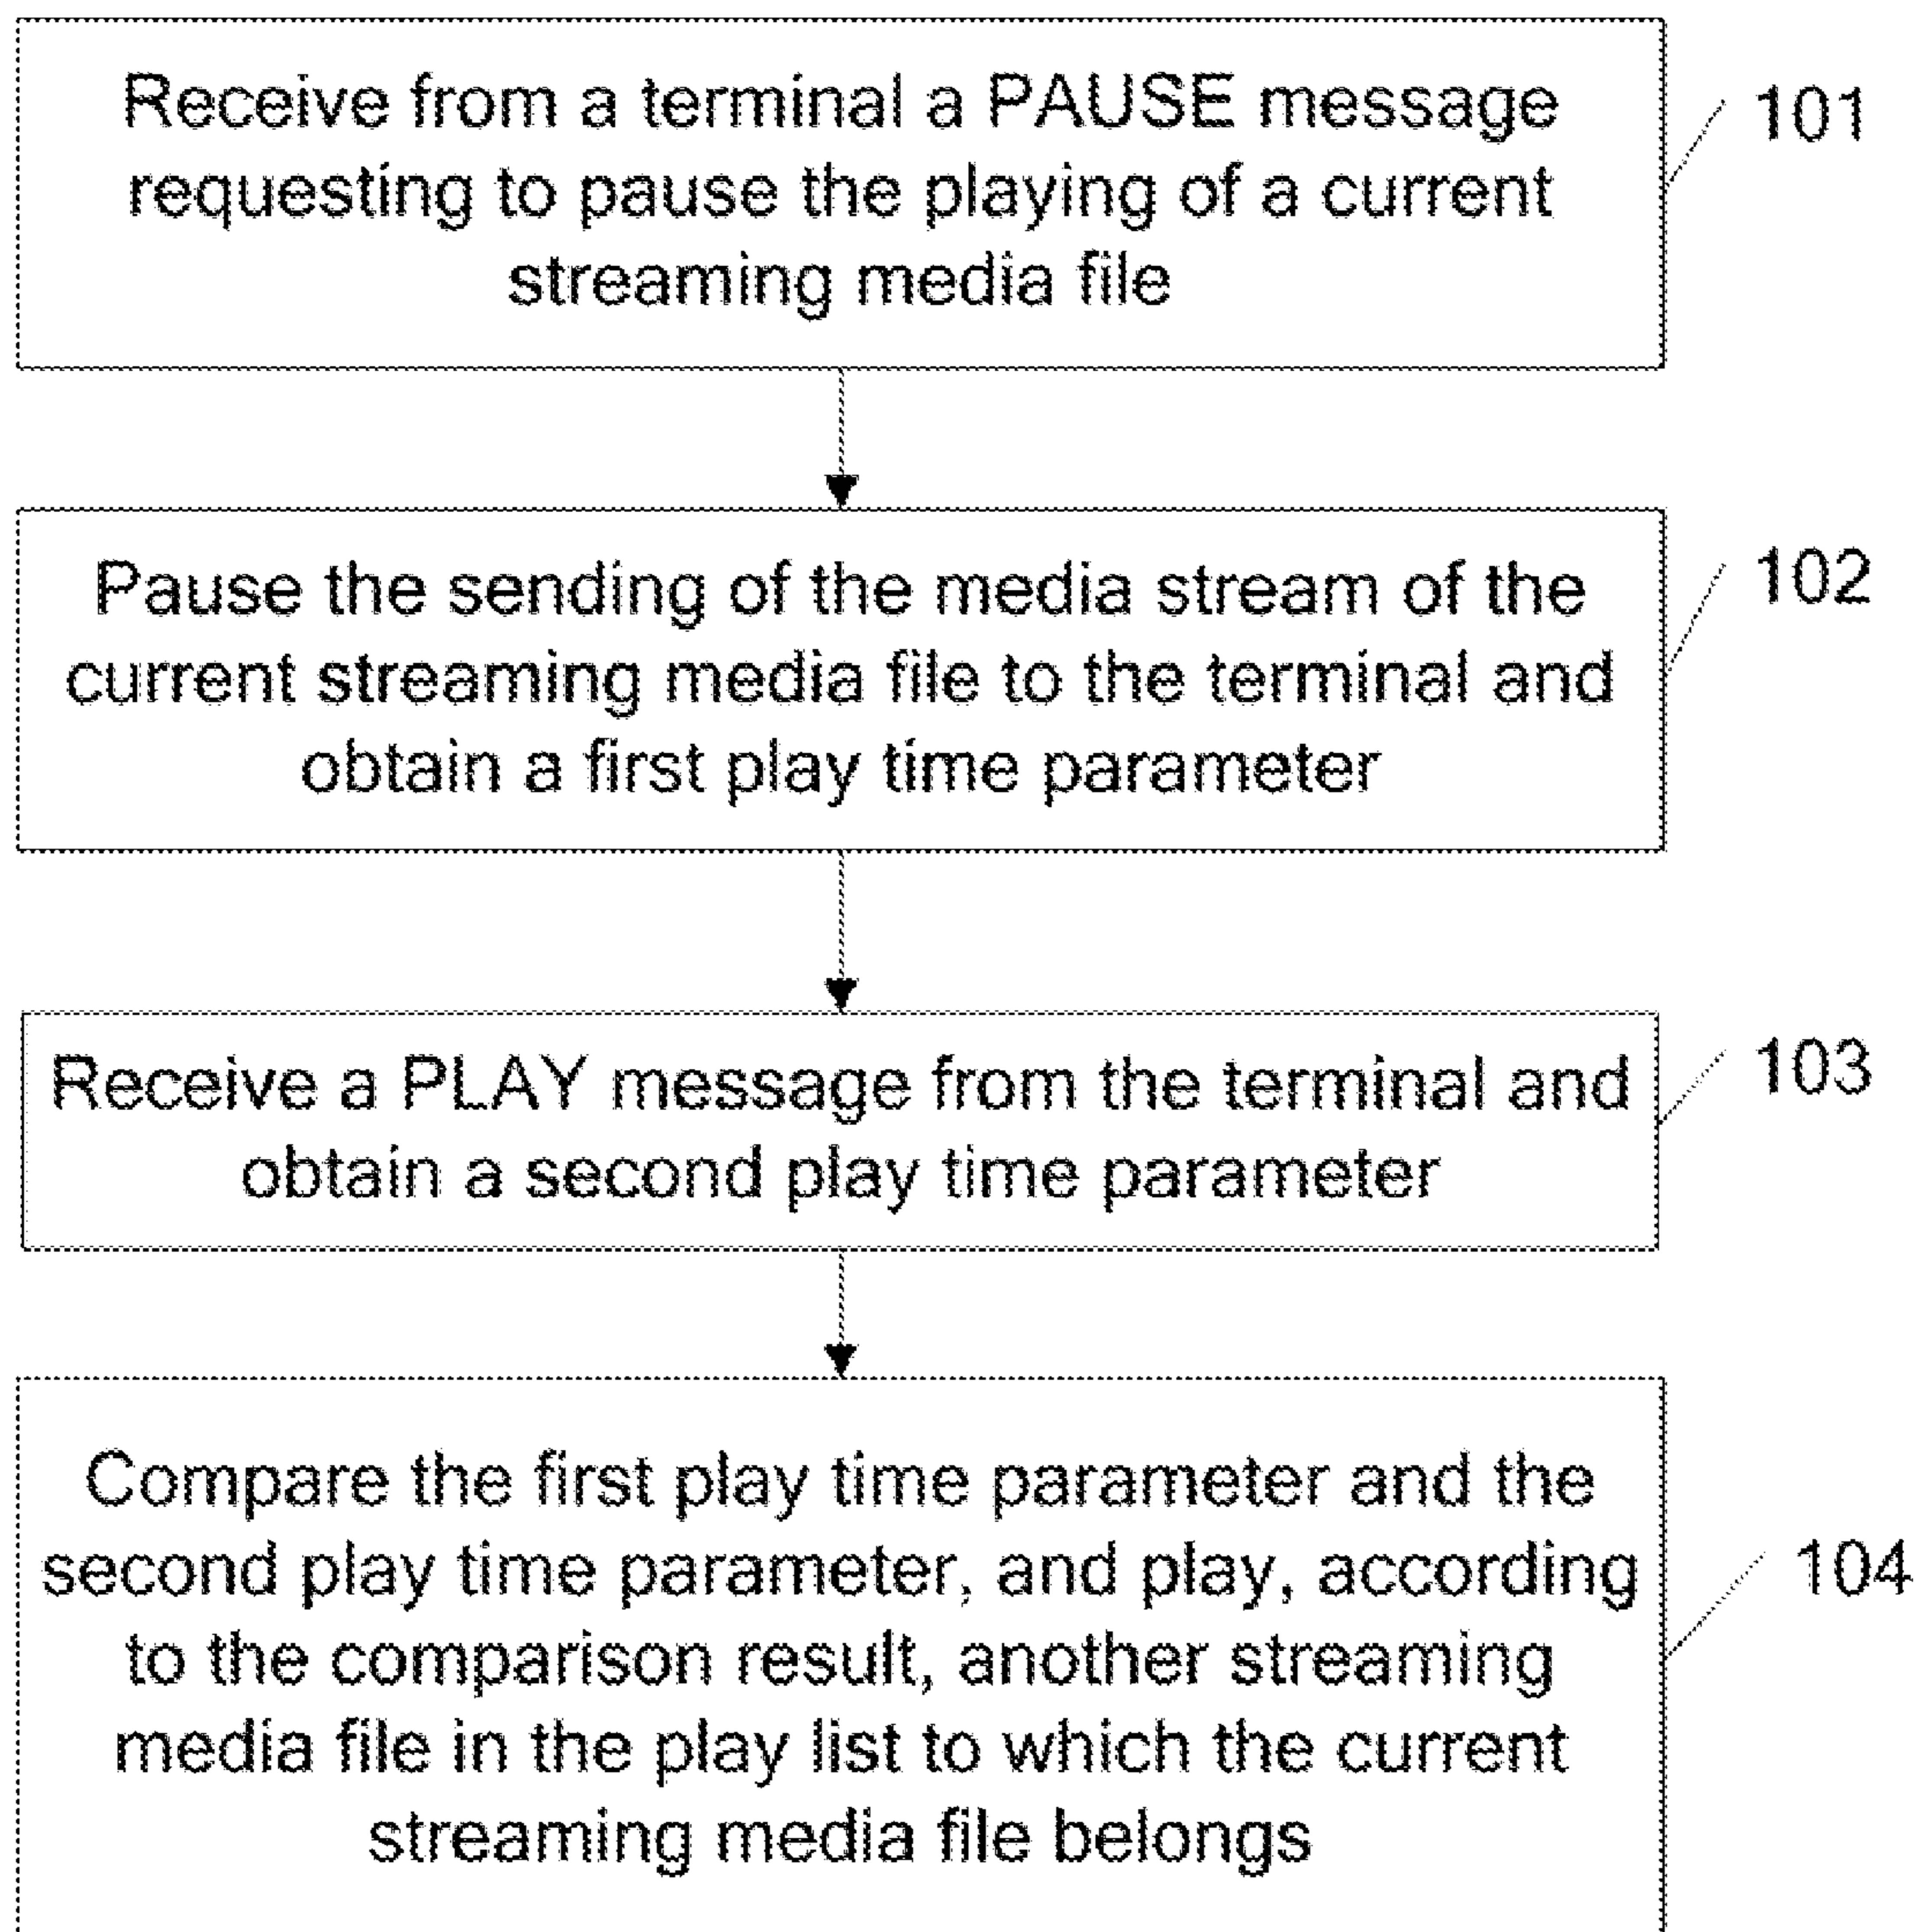 Receive from a terminal a PAUSE message
requesting to pause the playing of a current
streaming media file
101
Pause the sending of the media stream of the
current streaming media file to the terminal and
obtain a first play time parameter
102
Receive a PLAY message from the terminal and
obtain a second play time parameter
103
Compare the first play time parameter and the
second play time parameter, and play, according
to the comparison result, another streaming
media file in the play list to which the current
streaming media file belongs
104